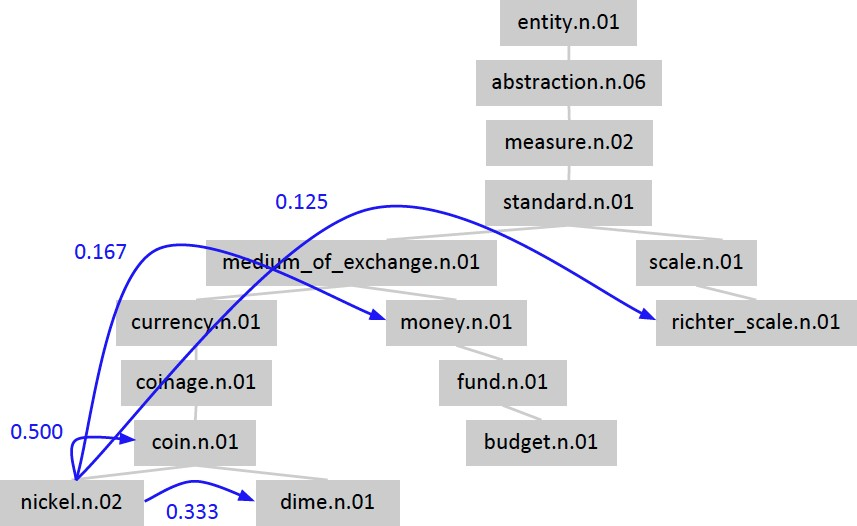 entity.n.01
abstraction.n.06
measure.n.02
standard.n.01
0.125
0.167
medium_of_exchange.n.01
scale.n.01
currency.n.01
money.n.01
richter_scale.n.01
coinage.n.01
fund.n.01
0.500
coin.n.01
budget.n.01
nickel.n.02
0.333
dime.n.01